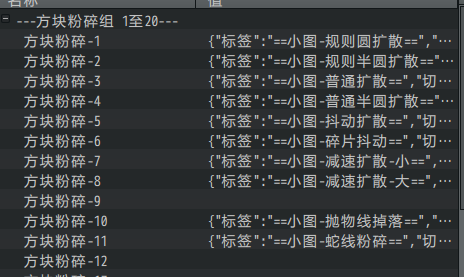 名称 值
---方块粉碎组 1至20---
方块粉碎-1 {"标签":"==小图-规则圆扩散==","…
方块粉碎-2 {"标签":"==小图-规则半圆扩散==…
方块粉碎-3 {"标签":"==小图-普通扩散==","切…
方块粉碎-4 {"标签":"==小图-普通半圆扩散=="…
方块粉碎-5 {"标签":"==小图-抖动扩散==","切…
方块粉碎-6 {"标签":"==小图-碎片抖动==","切…
方块粉碎-7 {"标签":"==小图-减速扩散-小==",…
方块粉碎-8 {"标签":"==小图-减速扩散-大==",…
方块粉碎-9
方块粉碎-10 {"标签":"==小图-抛物线掉落==","…
方块粉碎-11 {"标签":"==小图-蛇线粉碎==","切…
方块粉碎-12